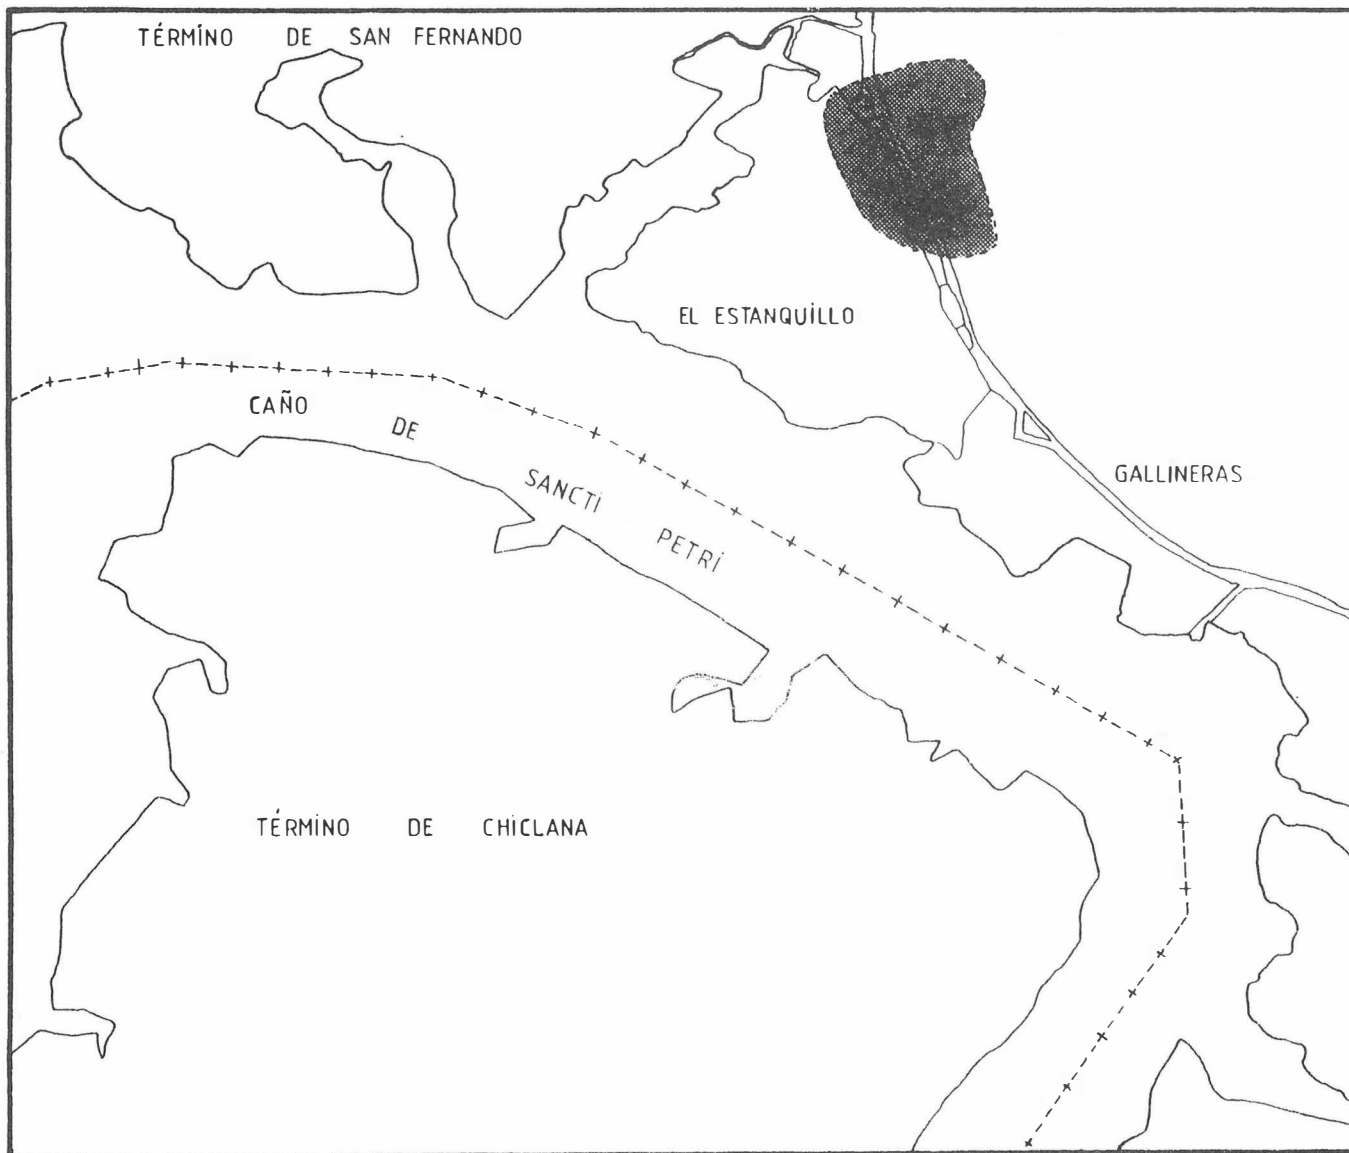 TÉRMINO DE SAN FERNANDO
EL ESTANQUILLO
CAÑO DE SANCTI PETRI
GALLINERAS
TÉRMINO DE CHICLANA